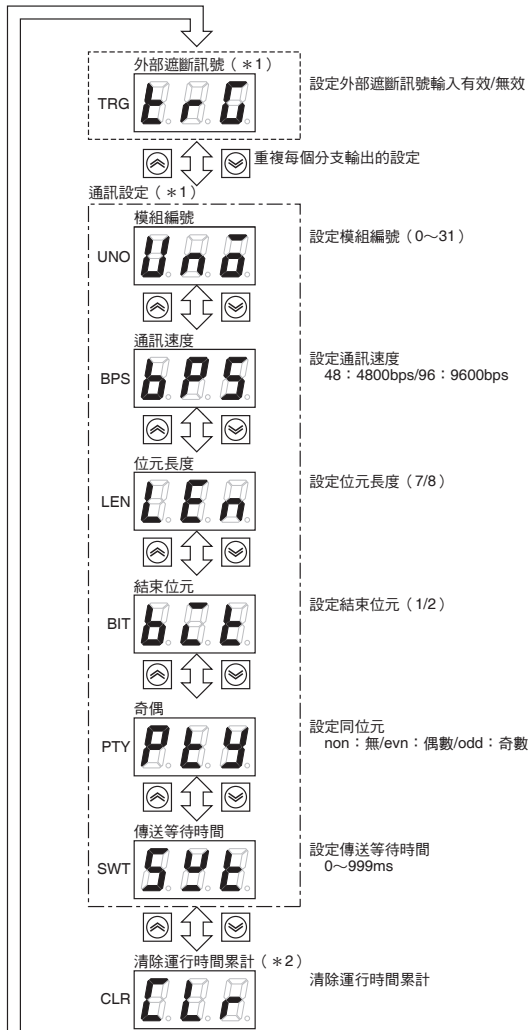 外部遮斷訊號（＊1）
TRG
trG
設定外部遮斷訊號輸入有效/無效
重複每個分支輸出的設定
通訊設定（＊1）
模組編號
UNO
Uno
設定模組編號（0～31）
通訊速度
BPS
bPS
設定通訊速度
48：4800bps/96：9600bps
位元長度
LEN
LEn
設定位元長度（7/8）
結束位元
BIT
bit
設定結束位元（1/2）
奇偶
PTY
PtY
設定同位元
non：無/evn：偶數/odd：奇數
傳送等待時間
SWT
Swt
設定傳送等待時間
0～999ms
清除運行時間累計（＊2）
CLR
CLr
清除運行時間累計